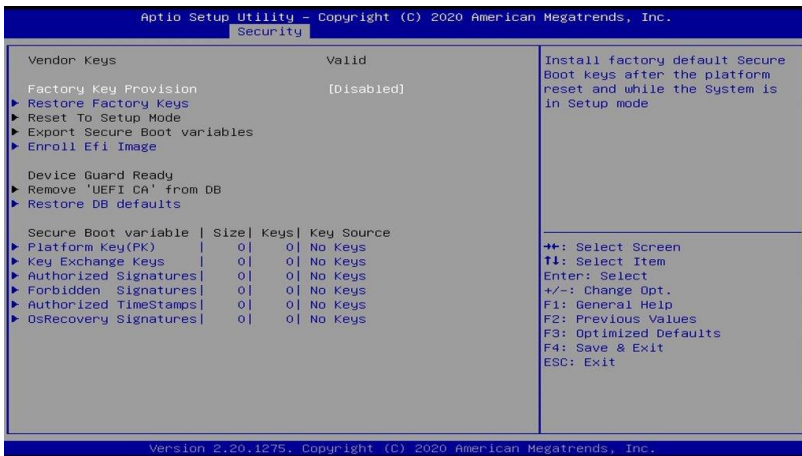 Aptio Setup Utility – Copyright (C) 2020 American Megatrends, Inc.
Security
Vendor Keys Valid
Factory Key Provision [Disabled]
Restore Factory Keys
Reset To Setup Mode
Export Secure Boot variables
Enroll Efi Image
Device Guard Ready
Remove 'UEFI CA' from DB
Restore DB defaults
Secure Boot variable | Size| Keys| Key Source
Platform Key(PK) | 0| 0| No Keys
Key Exchange Keys | 0| 0| No Keys
Authorized Signatures| 0| 0| No Keys
Forbidden Signatures| 0| 0| No Keys
Authorized TimeStamps| 0| 0| No Keys
OsRecovery Signatures| 0| 0| No Keys
Install factory default Secure
Boot keys after the platform
reset and while the System is
in Setup mode
→←: Select Screen
↑↓: Select Item
Enter: Select
+/-: Change Opt.
F1: General Help
F2: Previous Values
F3: Optimized Defaults
F4: Save & Exit
ESC: Exit
Version 2.20.1275. Copyright (C) 2020 American Megatrends, Inc.